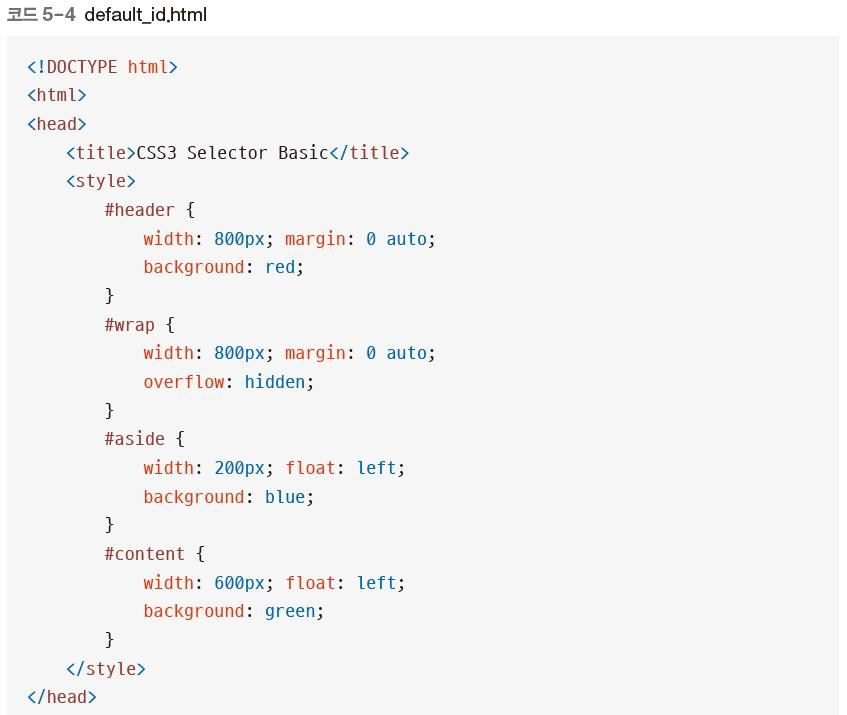 코드 5-4 default_id.html
<!DOCTYPE html>
<html>
<head>
    <title>CSS3 Selector Basic</title>
    <style>
        #header {
            width: 800px; margin: 0 auto;
            background: red;
        }
        #wrap {
            width: 800px; margin: 0 auto;
            overflow: hidden;
        }
        #aside {
            width: 200px; float: left;
            background: blue;
        }
        #content {
            width: 600px; float: left;
            background: green;
        }
    </style>
</head>